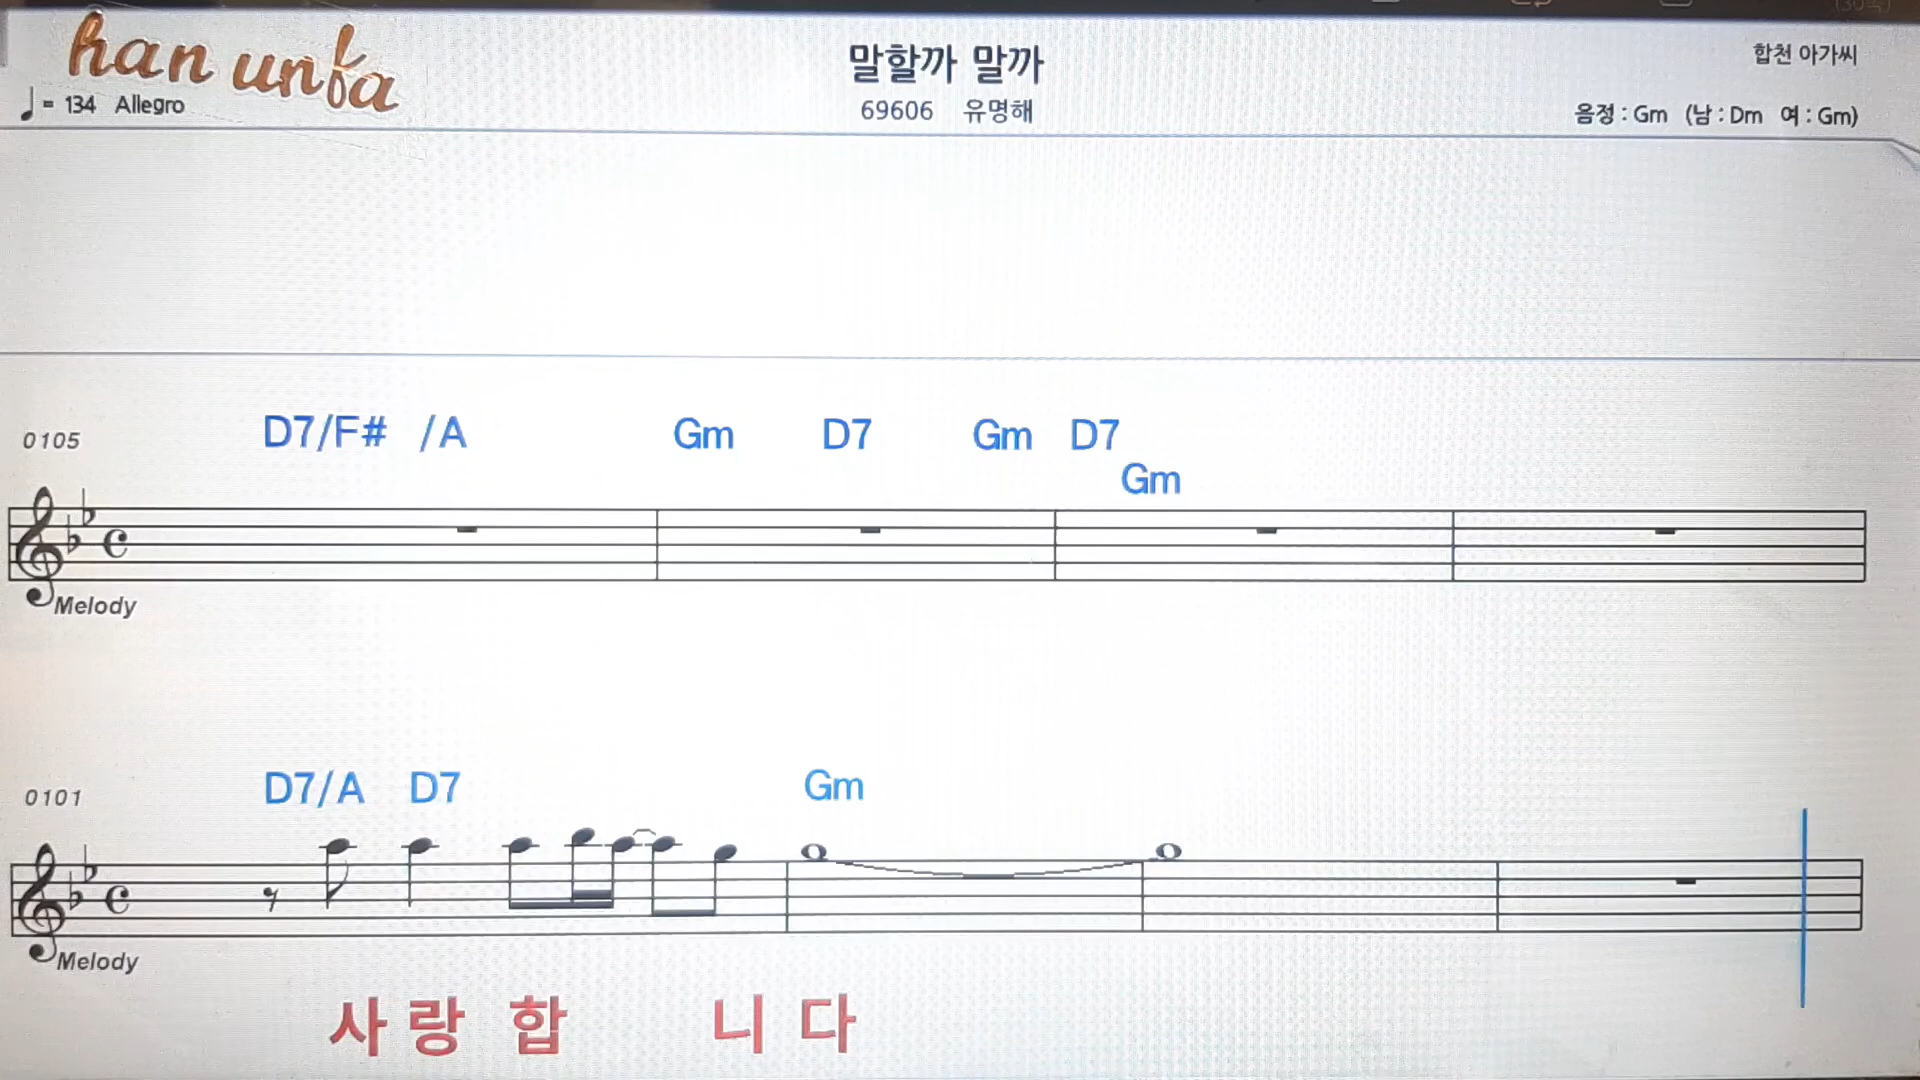 han unfa
♩ = 134 Allegro
말할까 말까
69606 유명해
합천 아가씨
음정 : Gm (남 : Dm 여 : Gm)
0105
D7/F# /A Gm D7 Gm D7
Gm
Melody
0101
D7/A D7 Gm
Melody
사 랑 합 니 다